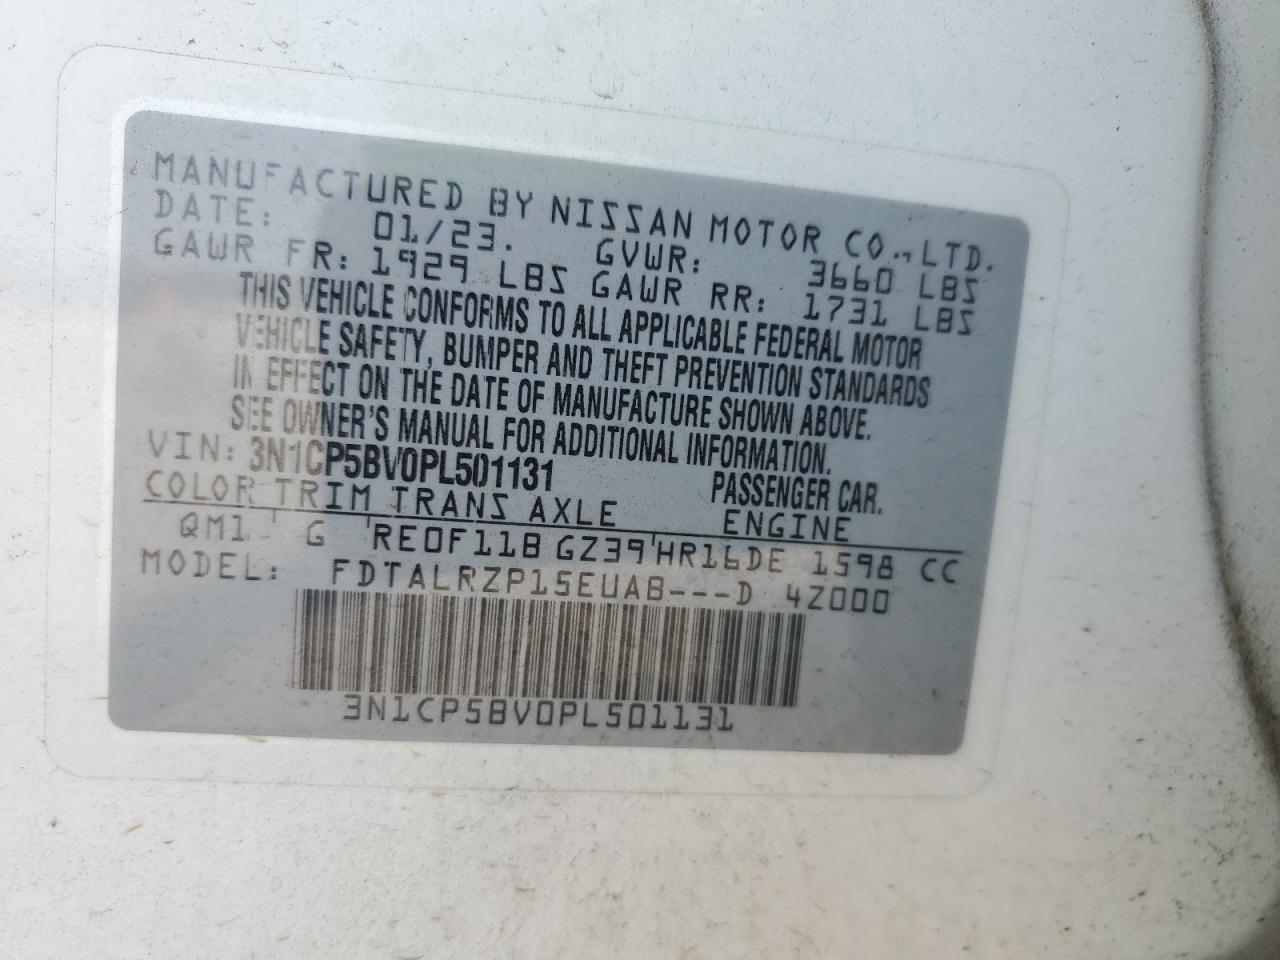 MANUFACTURED BY NISSAN MOTOR CO., LTD.
DATE: 01/23. GVWR: 3660 LBS
GAWR FR: 1929 LBS GAWR RR: 1731 LBS
THIS VEHICLE CONFORMS TO ALL APPLICABLE FEDERAL MOTOR
VEHICLE SAFETY, BUMPER AND THEFT PREVENTION STANDARDS
IN EFFECT ON THE DATE OF MANUFACTURE SHOWN ABOVE.
SEE OWNER'S MANUAL FOR ADDITIONAL INFORMATION.
VIN: 3N1CP5BV0PL501131 PASSENGER CAR.
COLOR TRIM TRANS AXLE ENGINE
QM1 G RE0F11B GZ39 HR16DE 1598 CC
MODEL: FDTALRZP15EUAB---D 4Z000
3N1CP5BV0PL501131